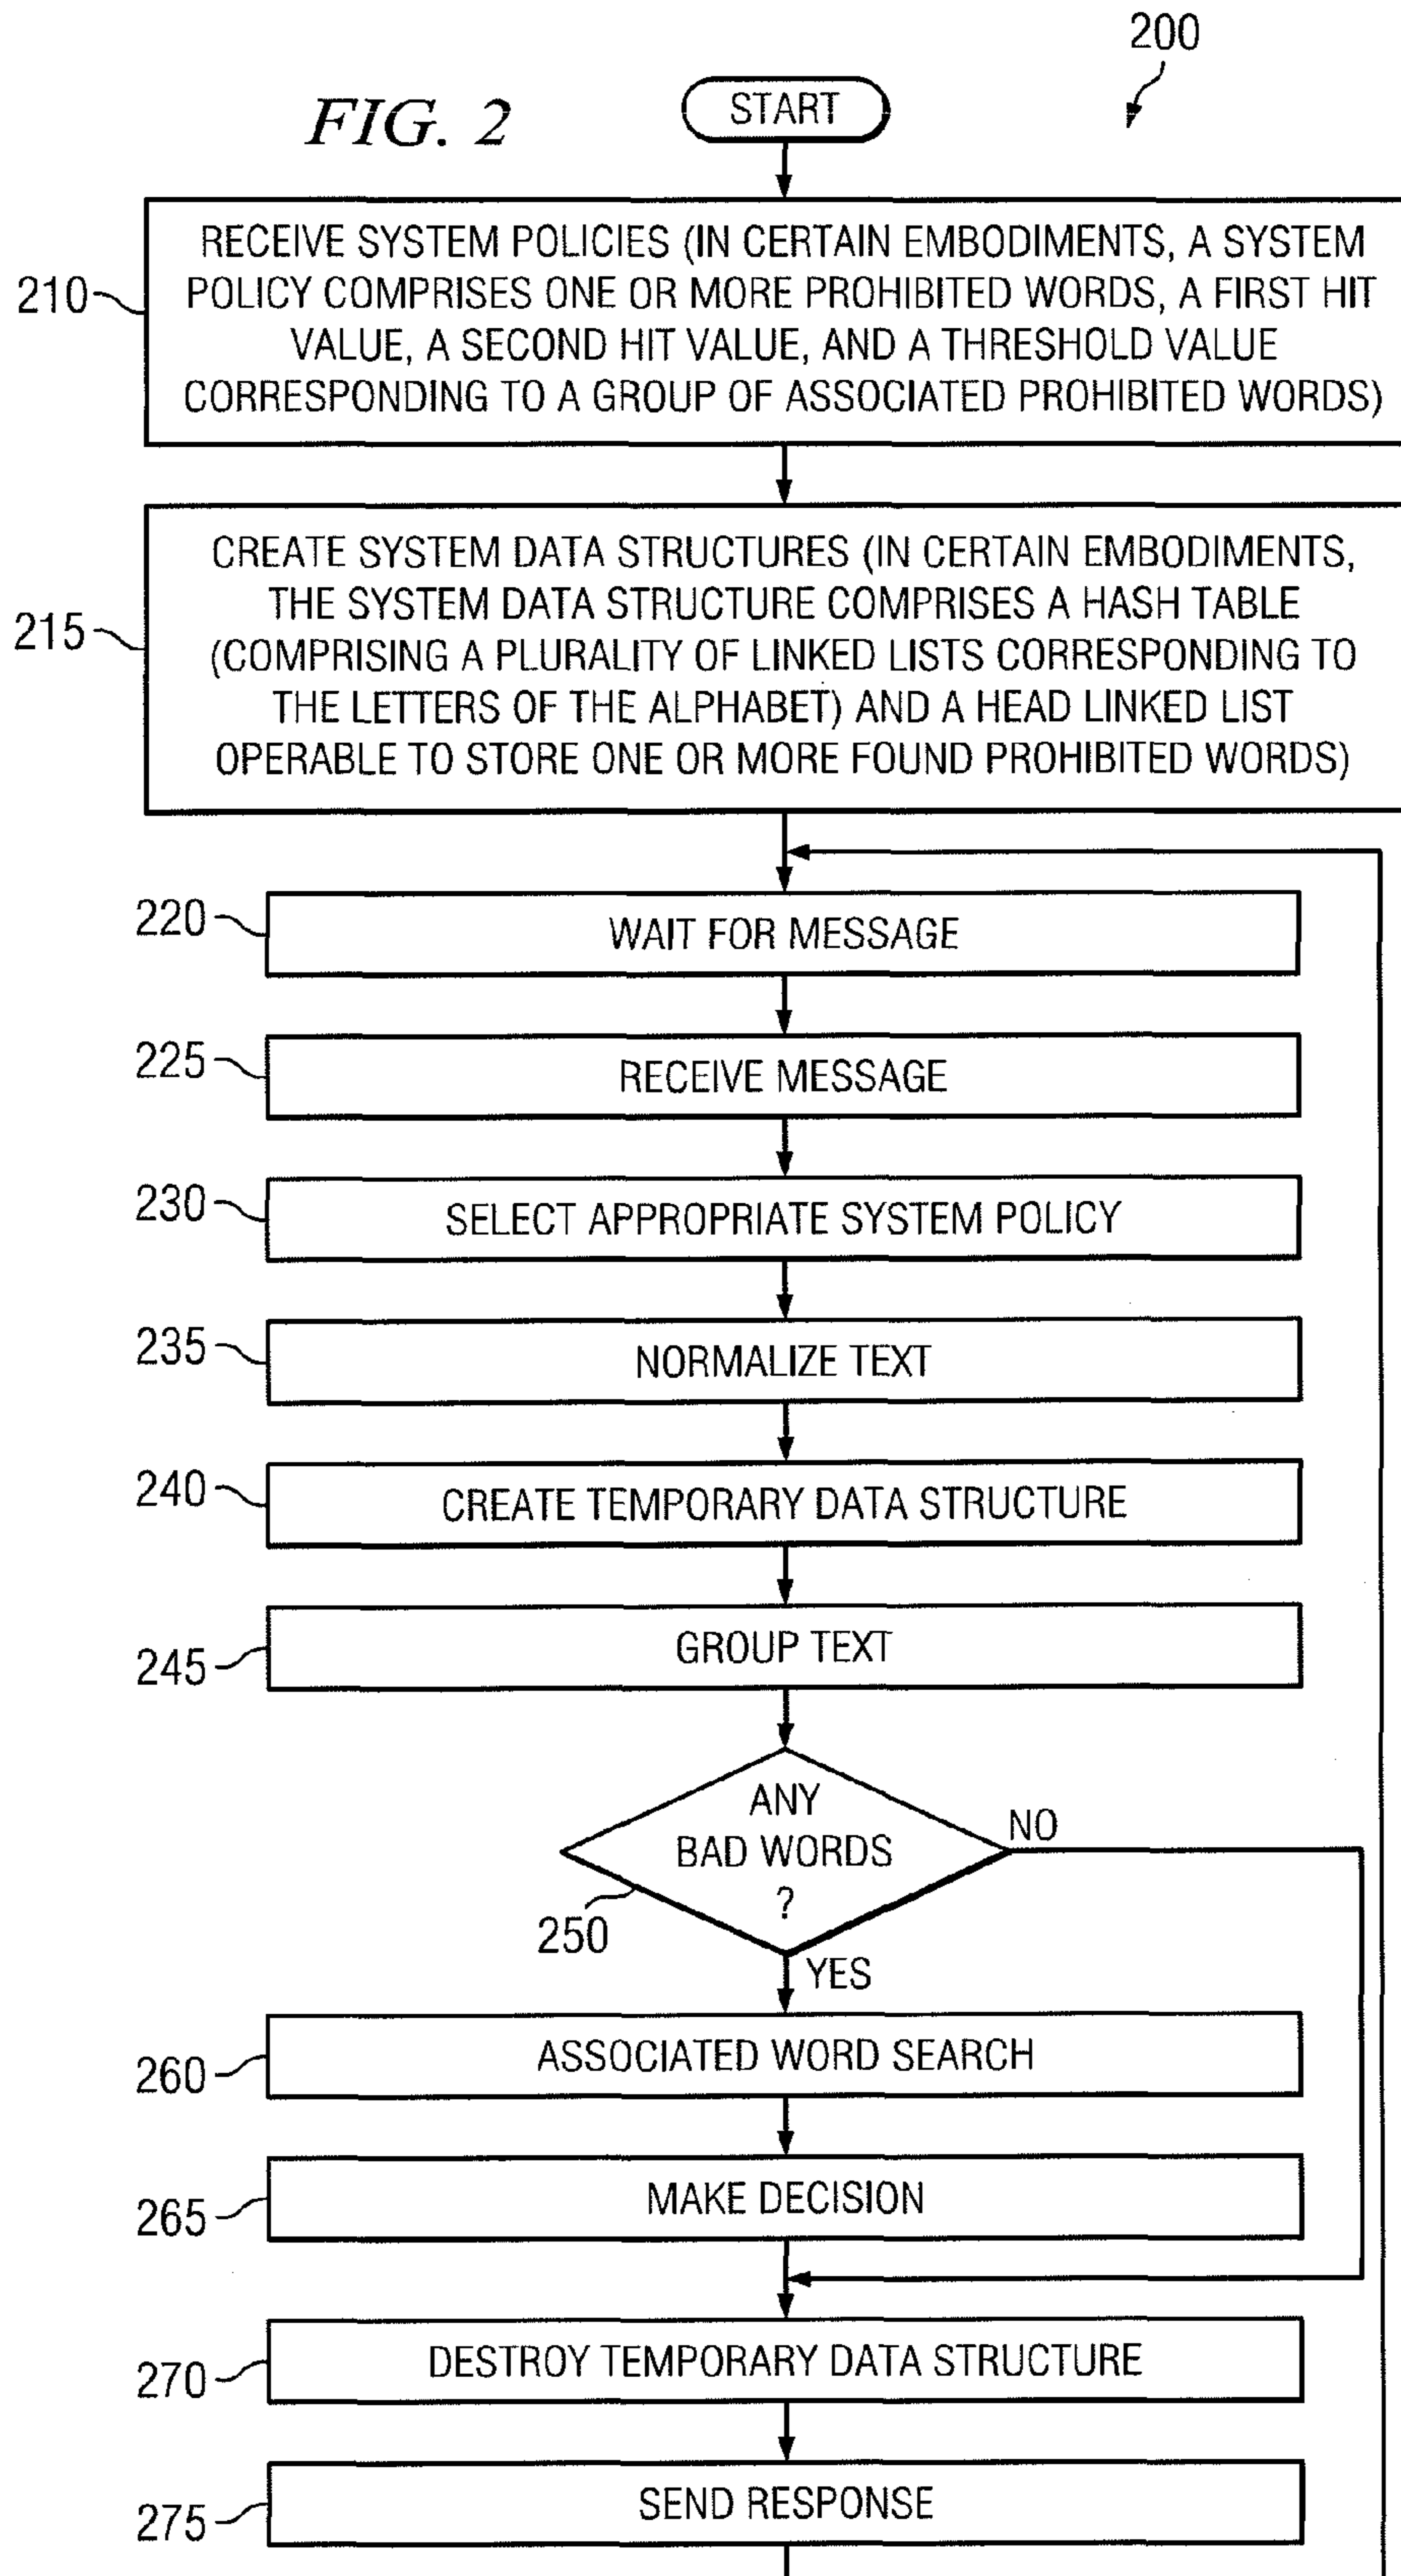 200
FIG. 2
START
210
RECEIVE SYSTEM POLICIES (IN CERTAIN EMBODIMENTS, A SYSTEM
POLICY COMPRISES ONE OR MORE PROHIBITED WORDS, A FIRST HIT
VALUE, A SECOND HIT VALUE, AND A THRESHOLD VALUE
CORRESPONDING TO A GROUP OF ASSOCIATED PROHIBITED WORDS)
215
CREATE SYSTEM DATA STRUCTURES (IN CERTAIN EMBODIMENTS,
THE SYSTEM DATA STRUCTURE COMPRISES A HASH TABLE
(COMPRISING A PLURALITY OF LINKED LISTS CORRESPONDING TO
THE LETTERS OF THE ALPHABET) AND A HEAD LINKED LIST
OPERABLE TO STORE ONE OR MORE FOUND PROHIBITED WORDS)
220
WAIT FOR MESSAGE
225
RECEIVE MESSAGE
230
SELECT APPROPRIATE SYSTEM POLICY
235
NORMALIZE TEXT
240
CREATE TEMPORARY DATA STRUCTURE
245
GROUP TEXT
ANY
BAD WORDS
?
NO
250
YES
260
ASSOCIATED WORD SEARCH
265
MAKE DECISION
270
DESTROY TEMPORARY DATA STRUCTURE
275
SEND RESPONSE